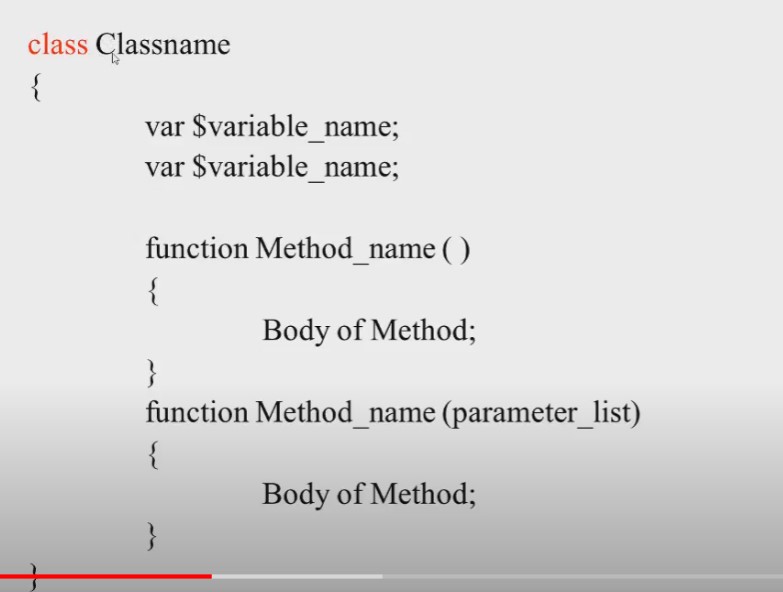 class Classname
{
var $variable_name;
var $variable_name;
function Method_name ( )
{
Body of Method;
}
function Method_name (parameter_list)
{
Body of Method;
}
}